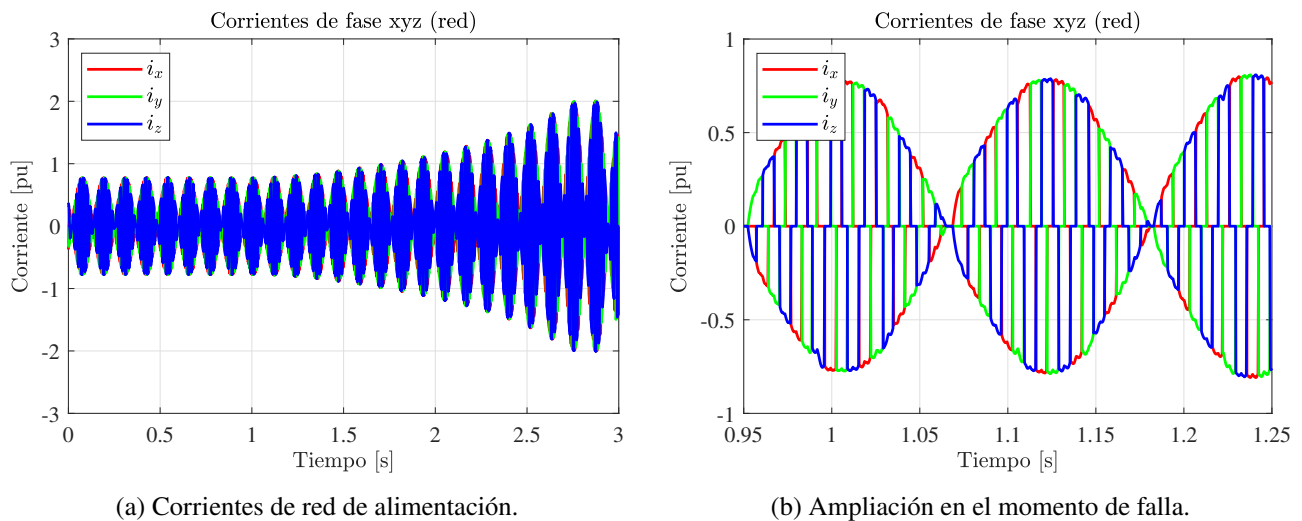 Corrientes de fase xyz (red)
3
2
1
0
-1
-2
-3
Corriente [pu]
i_x
i_y
i_z
0 0.5 1 1.5 2 2.5 3
Tiempo [s]
(a) Corrientes de red de alimentación.
Corrientes de fase xyz (red)
1
0.5
0
-0.5
-1
Corriente [pu]
i_x
i_y
i_z
0.95 1 1.05 1.1 1.15 1.2 1.25
Tiempo [s]
(b) Ampliación en el momento de falla.